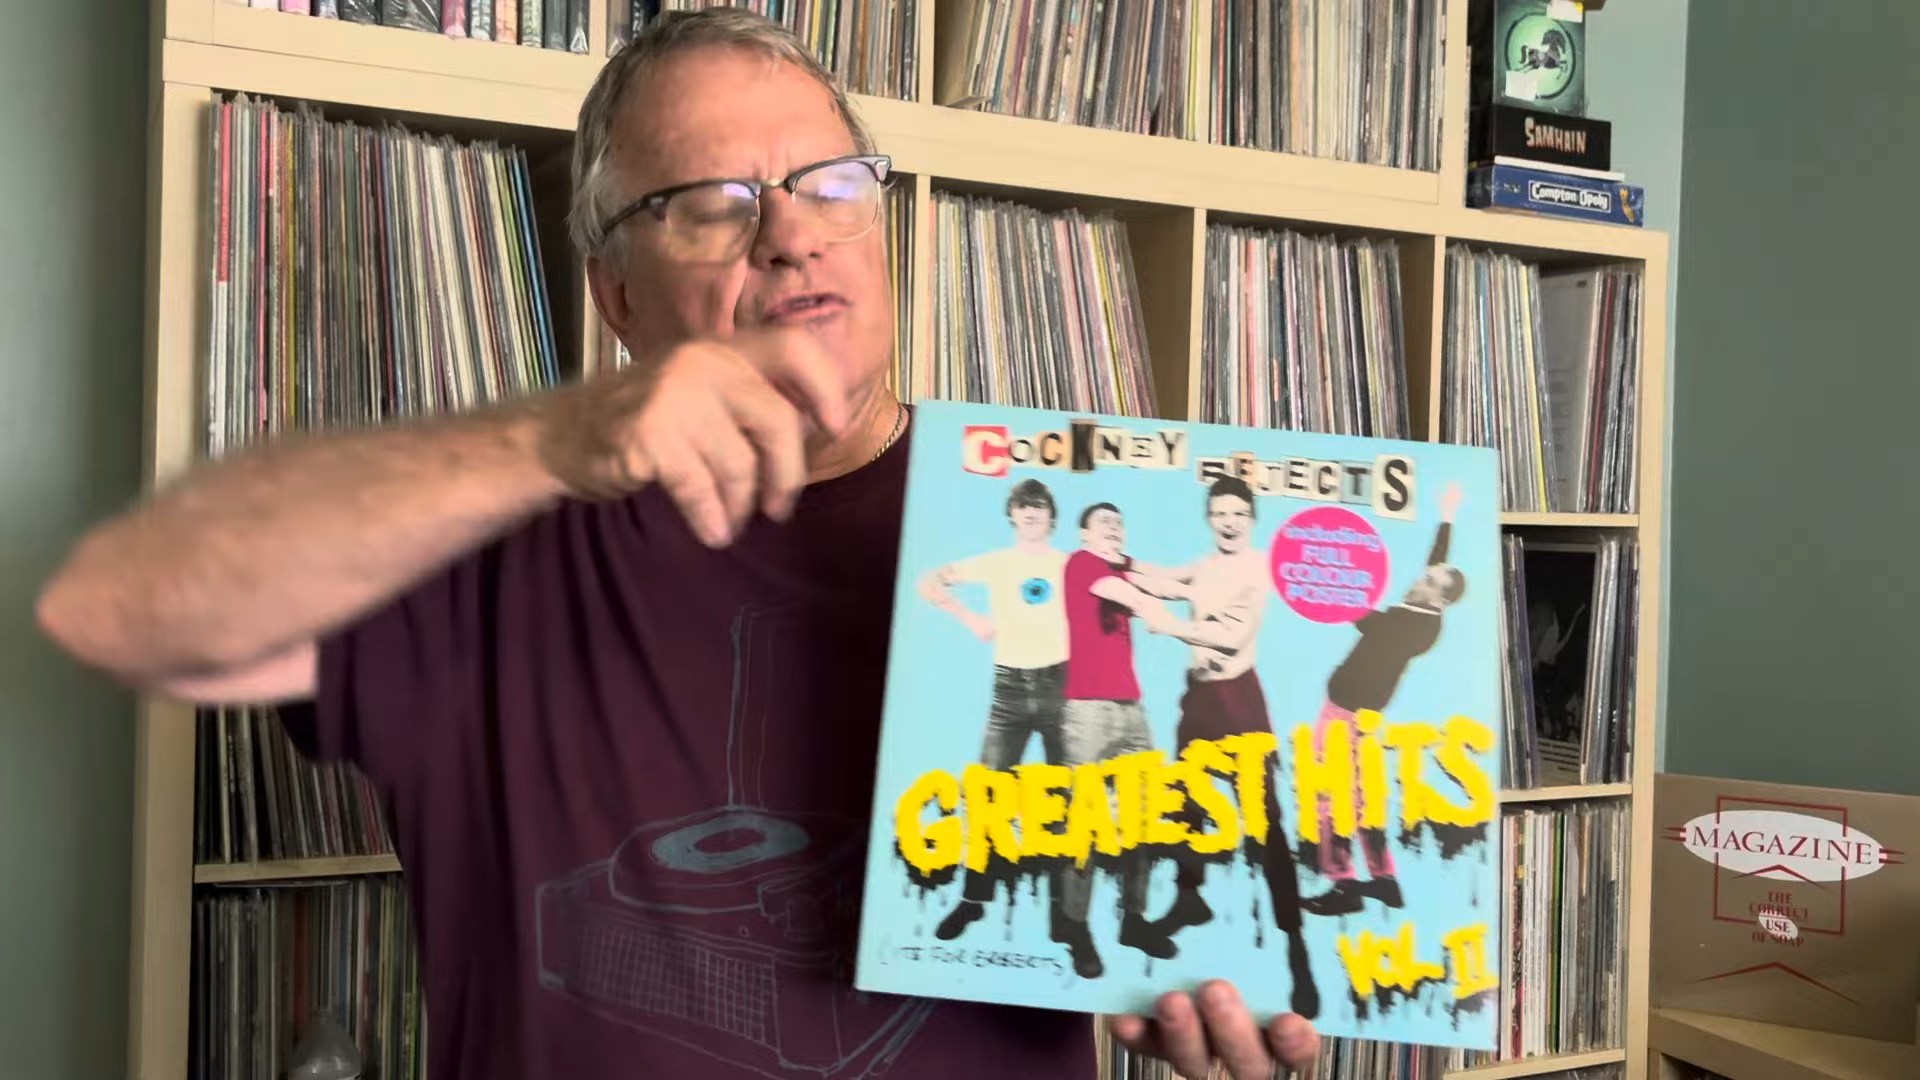 SAMHAIN
Compton Opoly
COCKNEY REJECTS
including
FULL
COLOUR
POSTER
GREATEST HITS
VOL II
MAGAZINE
THE
CORRECT
USE
OF SOAP